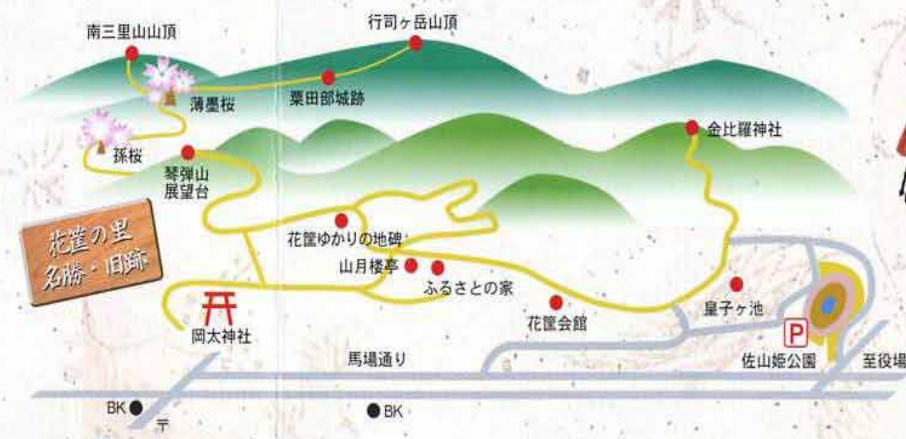 行司ヶ岳山頂
南三里山山頂
薄墨桜
粟田部城跡
金比羅神社
孫桜
琴弾山
展望台
花筐の里
名勝・旧跡
花筐ゆかりの地碑
山月楼亭
ふるさとの家
皇子ヶ池
花筐会館
岡太神社
P
馬場通り
佐山姫公園
至役場
BK
〒
BK